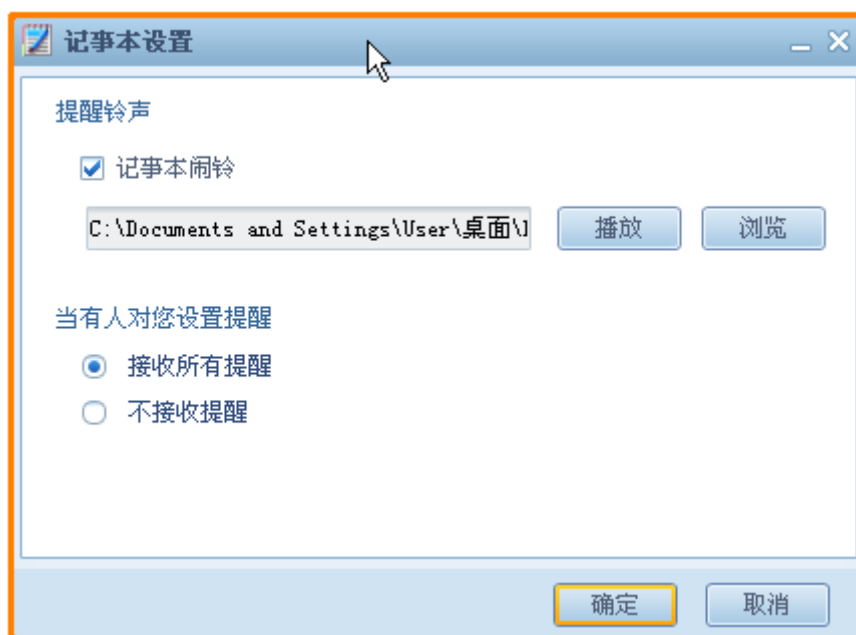 记事本设置
提醒铃声
记事本闹铃
C:\Documents and Settings\User\桌面\
播放
浏览
当有人对您设置提醒
接收所有提醒
不接收提醒
确定
取消